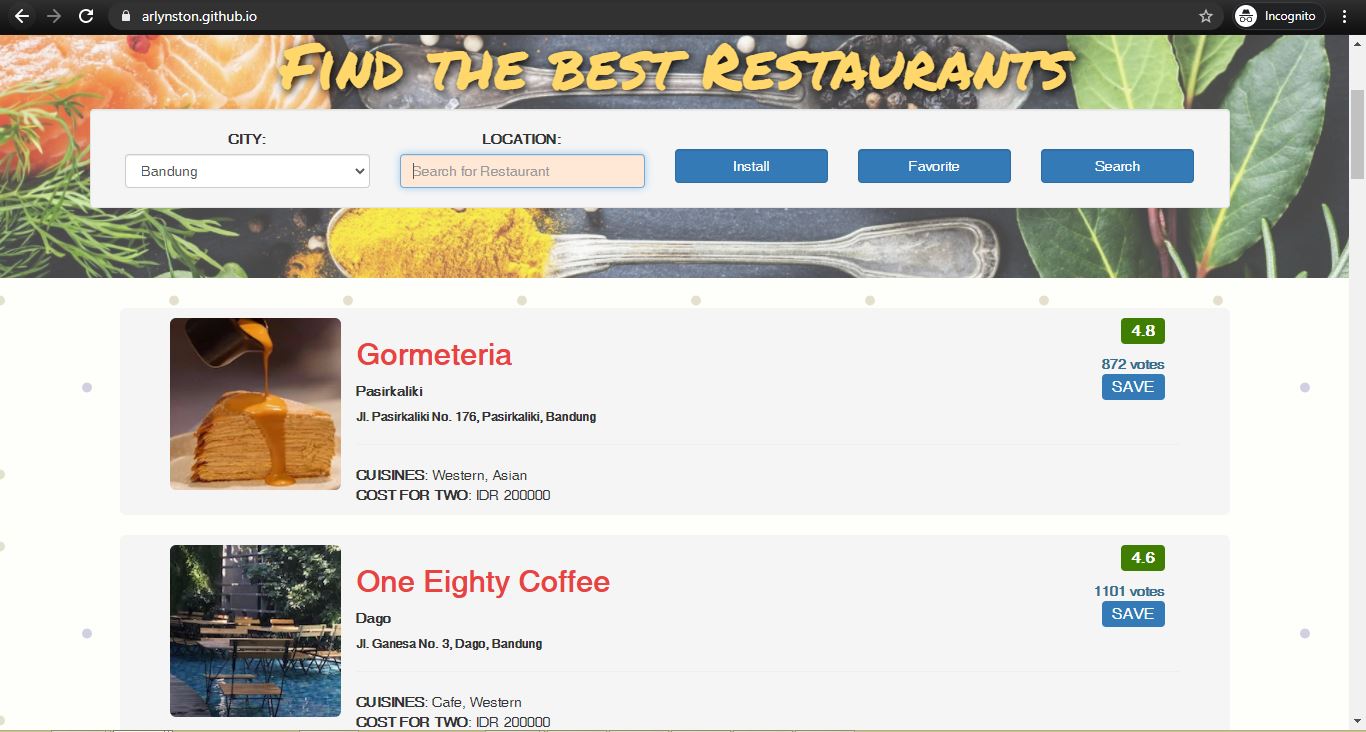 arlynston.github.io
Incognito
Find the best Restaurants
CITY:
LOCATION:
Bandung
Search for Restaurant
Install
Favorite
Search
Gormeteria
4.8
872 votes
SAVE
Pasirkaliki
Jl. Pasirkaliki No. 176, Pasirkaliki, Bandung
CUISINES: Western, Asian
COST FOR TWO: IDR 200000
One Eighty Coffee
4.6
1101 votes
SAVE
Dago
Jl. Ganesa No. 3, Dago, Bandung
CUISINES: Cafe, Western
COST FOR TWO: IDR 200000